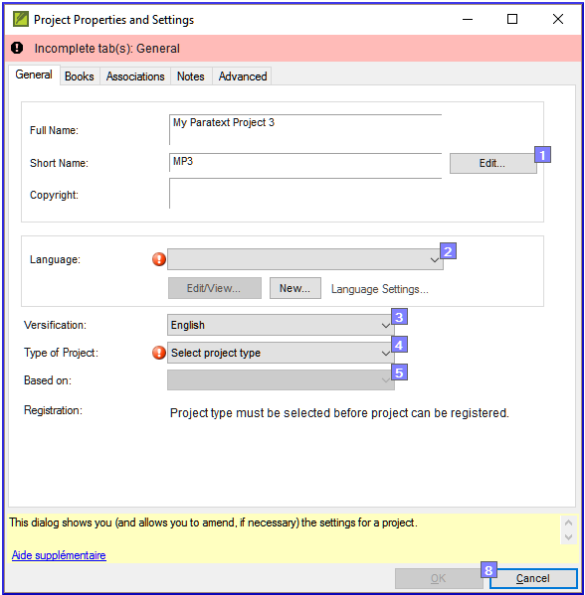 Project Properties and Settings
Incomplete tab(s): General
General Books Associations Notes Advanced
Full Name: My Paratext Project 3
Short Name: MP3 Edit... 1
Copyright:
Language: 2
Edit/View... New... Language Settings...
Versification: English 3
Type of Project: Select project type 4
Based on: 5
Registration: Project type must be selected before project can be registered.
This dialog shows you (and allows you to amend, if necessary) the settings for a project.
Aide supplémentaire
OK 8 Cancel